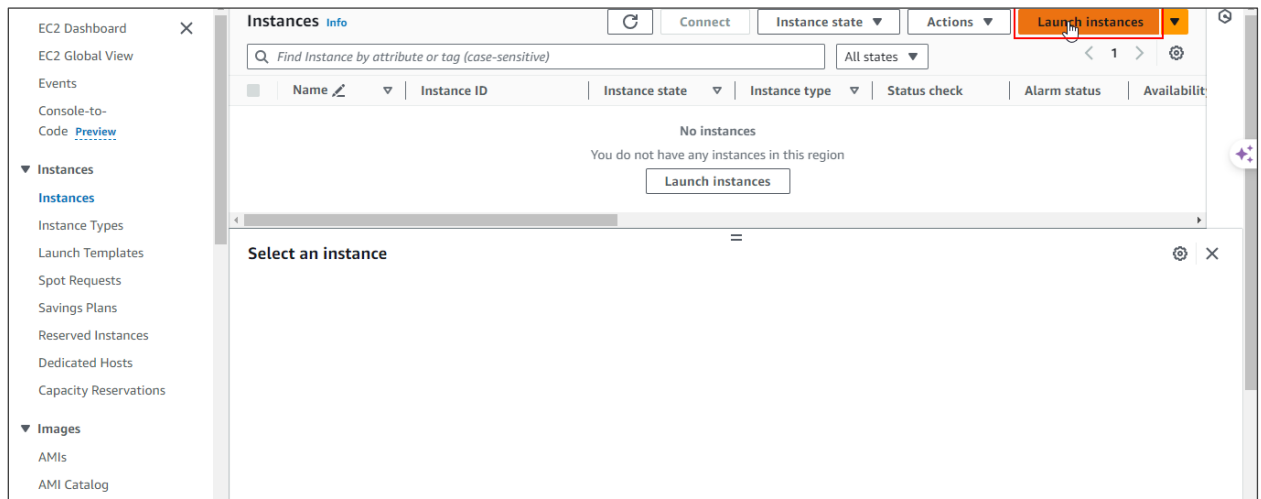 EC2 Dashboard
EC2 Global View
Events
Console-to-
Code Preview
Instances
Instances
Instance Types
Launch Templates
Spot Requests
Savings Plans
Reserved Instances
Dedicated Hosts
Capacity Reservations
Images
AMIs
AMI Catalog
Instances Info
Connect
Instance state
Actions
Launch instances
Find Instance by attribute or tag (case-sensitive)
All states
1
Name
Instance ID
Instance state
Instance type
Status check
Alarm status
Availabilit
No instances
You do not have any instances in this region
Launch instances
Select an instance